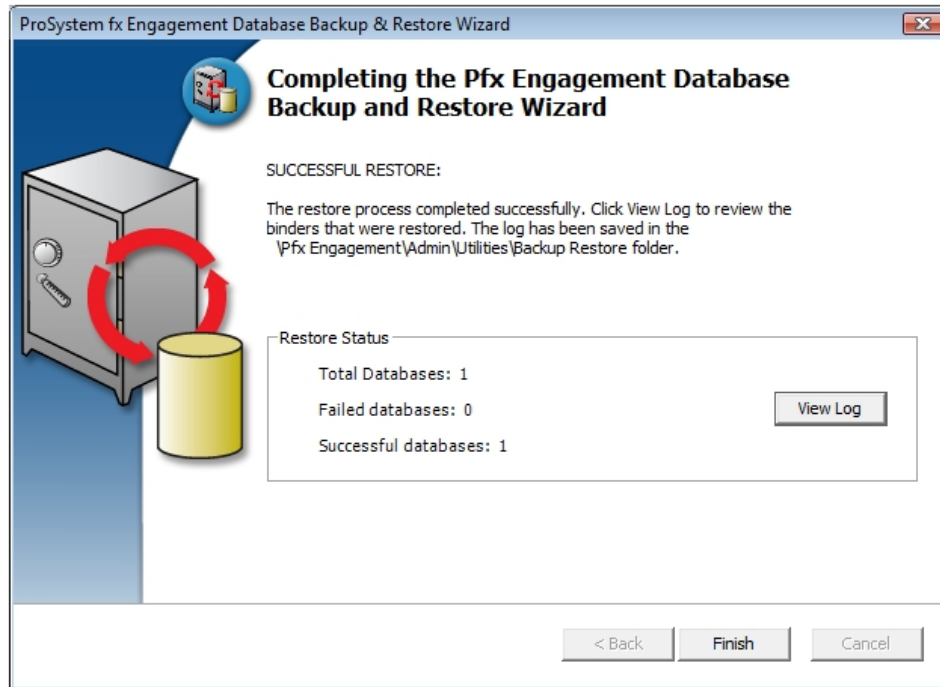 ProSystem fx Engagement Database Backup & Restore Wizard
Completing the Pfx Engagement Database
Backup and Restore Wizard
SUCCESSFUL RESTORE:
The restore process completed successfully. Click View Log to review the
binders that were restored. The log has been saved in the
\Pfx Engagement\Admin\Utilities\Backup Restore folder.
Restore Status
Total Databases: 1
Failed databases: 0
View Log
Successful databases: 1
< Back
Finish
Cancel